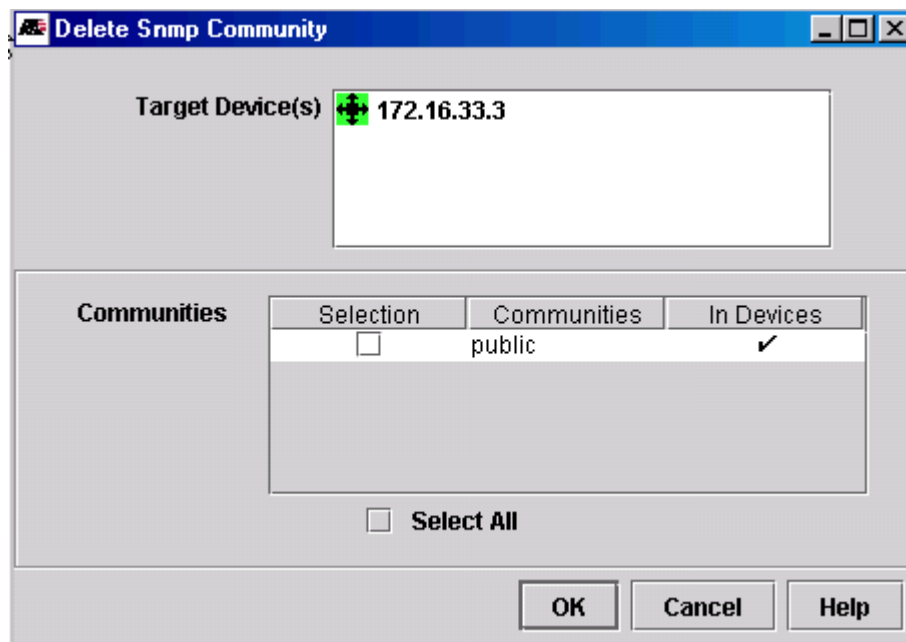 Delete Snmp Community
Target Device(s)
172.16.33.3
Communities
Selection Communities In Devices
public
Select All
OK Cancel Help